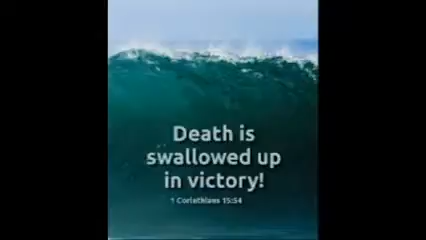 Death is
swallowed up
in victory!
1 Corinthians 15:54